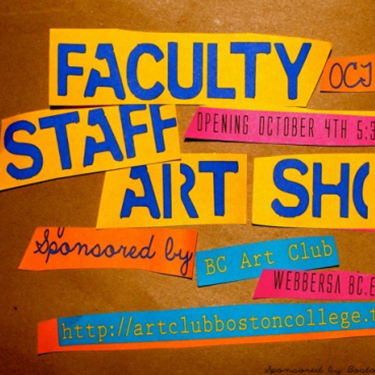 FACULTY OCT
STAFF OPENING OCTOBER 4TH 5:3
ART SHO
Sponsored by BC Art Club
WEBBERSA BC.E
http://artclubbostoncollege.t
Sponsored by Bosto